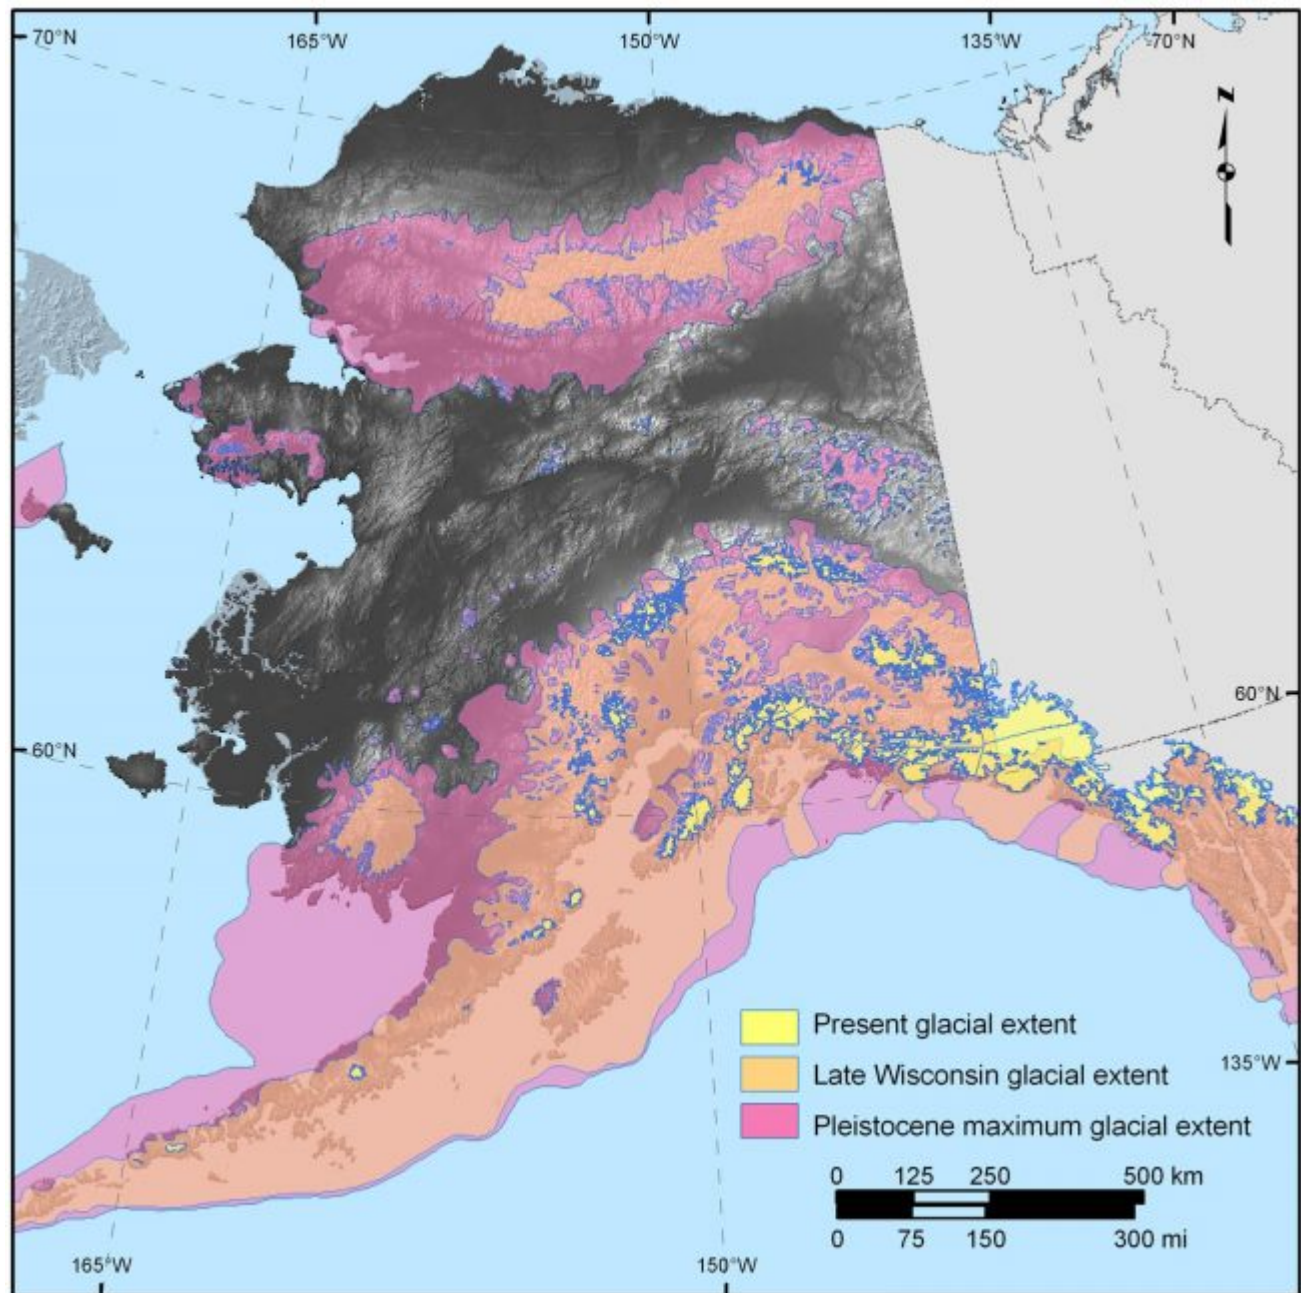 70°N
165°W
150°W
135°W
70°N
N
60°N
60°N
Present glacial extent
Late Wisconsin glacial extent
135°W
Pleistocene maximum glacial extent
0 125 250 500 km
0 75 150 300 mi
165°W
150°W